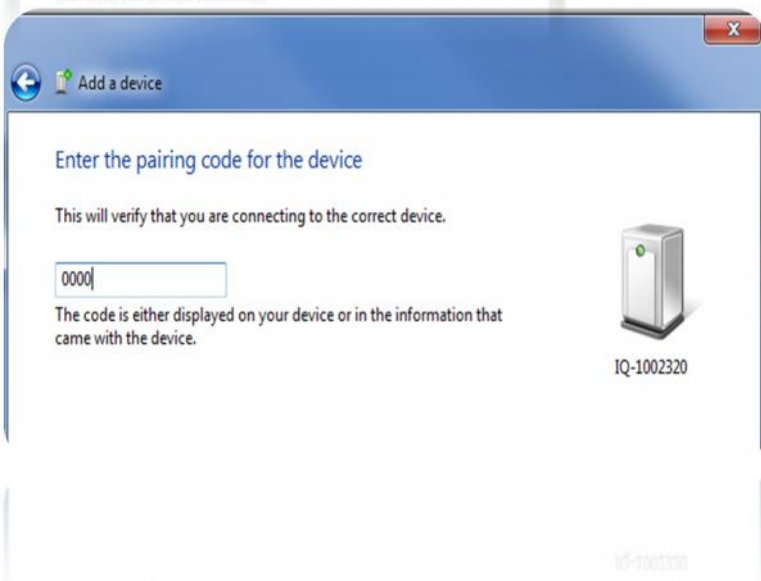 Add a device
Enter the pairing code for the device
This will verify that you are connecting to the correct device.
0000
The code is either displayed on your device or in the information that
came with the device.
IQ-1002320